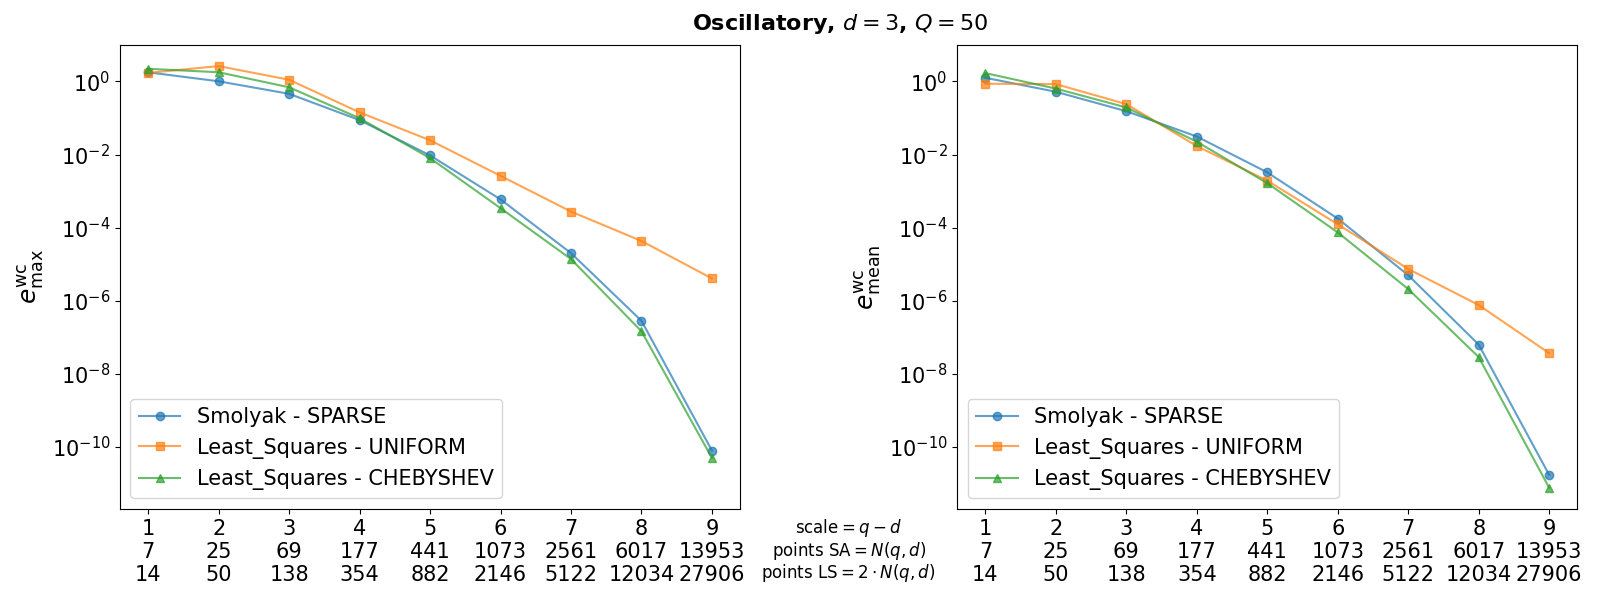 Oscillatory, d = 3, Q = 50
e^wc_max
10^0
10^−2
10^−4
10^−6
10^−8
10^−10
Smolyak - SPARSE
Least_Squares - UNIFORM
Least_Squares - CHEBYSHEV
1 2 3 4 5 6 7 8 9
7 25 69 177 441 1073 2561 6017 13953
14 50 138 354 882 2146 5122 12034 27906
scale = q − d
points SA = N(q, d)
points LS = 2 · N(q, d)
e^wc_mean
10^0
10^−2
10^−4
10^−6
10^−8
10^−10
Smolyak - SPARSE
Least_Squares - UNIFORM
Least_Squares - CHEBYSHEV
1 2 3 4 5 6 7 8 9
7 25 69 177 441 1073 2561 6017 13953
14 50 138 354 882 2146 5122 12034 27906